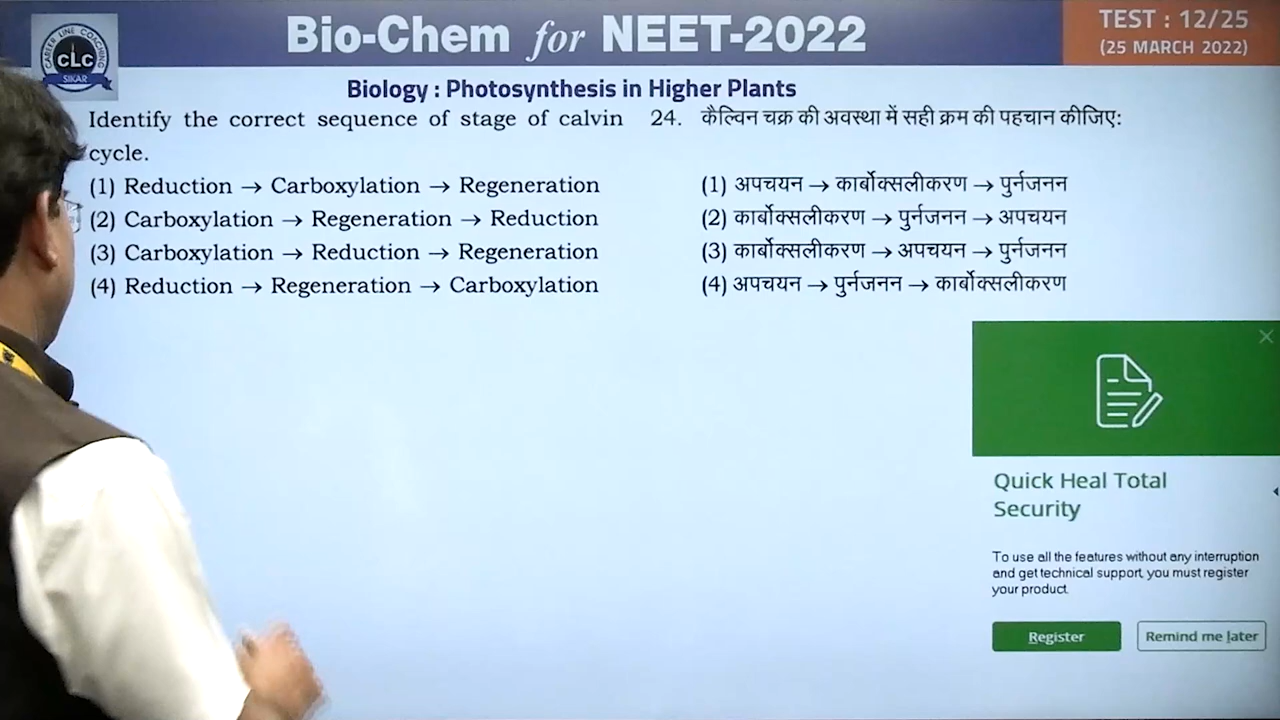 Bio-Chem for NEET-2022
TEST : 12/25
(25 MARCH 2022)
CAREER LINE COACHING
CLC
SIKAR
Biology : Photosynthesis in Higher Plants
Identify the correct sequence of stage of calvin
cycle.
(1) Reduction → Carboxylation → Regeneration
(2) Carboxylation → Regeneration → Reduction
(3) Carboxylation → Reduction → Regeneration
(4) Reduction → Regeneration → Carboxylation
24. कैल्विन चक्र की अवस्था में सही क्रम की पहचान कीजिए:
(1) अपचयन → कार्बोक्सलीकरण → पुर्नजनन
(2) कार्बोक्सलीकरण → पुर्नजनन → अपचयन
(3) कार्बोक्सलीकरण → अपचयन → पुर्नजनन
(4) अपचयन → पुर्नजनन → कार्बोक्सलीकरण
Quick Heal Total
Security
To use all the features without any interruption
and get technical support, you must register
your product.
Register
Remind me later